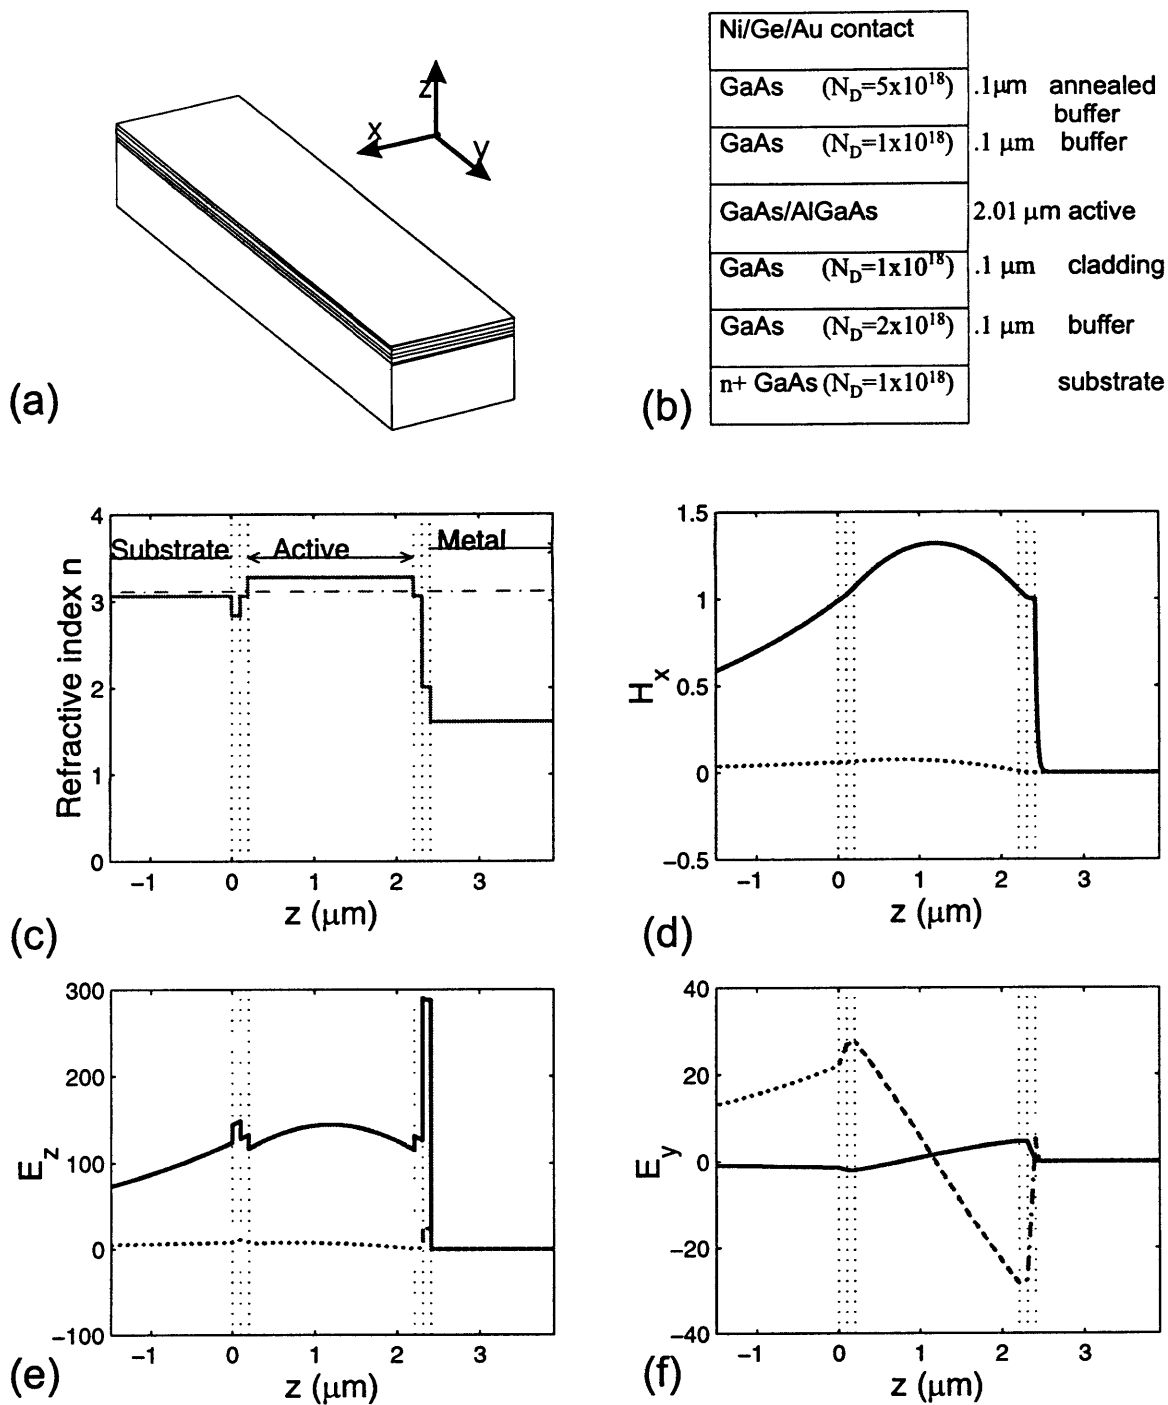 z
x
y
(a)
Ni/Ge/Au contact
GaAs (N_D=5x10^18) .1μm annealed
buffer
GaAs (N_D=1x10^18) .1 μm buffer
GaAs/AlGaAs 2.01 μm active
GaAs (N_D=1x10^18) .1 μm cladding
GaAs (N_D=2x10^18) .1 μm buffer
n+ GaAs (N_D=1x10^18) substrate
(b)
4
3
2
1
0
Refractive index n
Substrate Active Metal
−1 0 1 2 3
z (μm)
(c)
1.5
1
0.5
0
−0.5
H_x
−1 0 1 2 3
z (μm)
(d)
300
200
100
0
−100
E_z
−1 0 1 2 3
z (μm)
(e)
40
20
0
−20
−40
E_y
−1 0 1 2 3
z (μm)
(f)